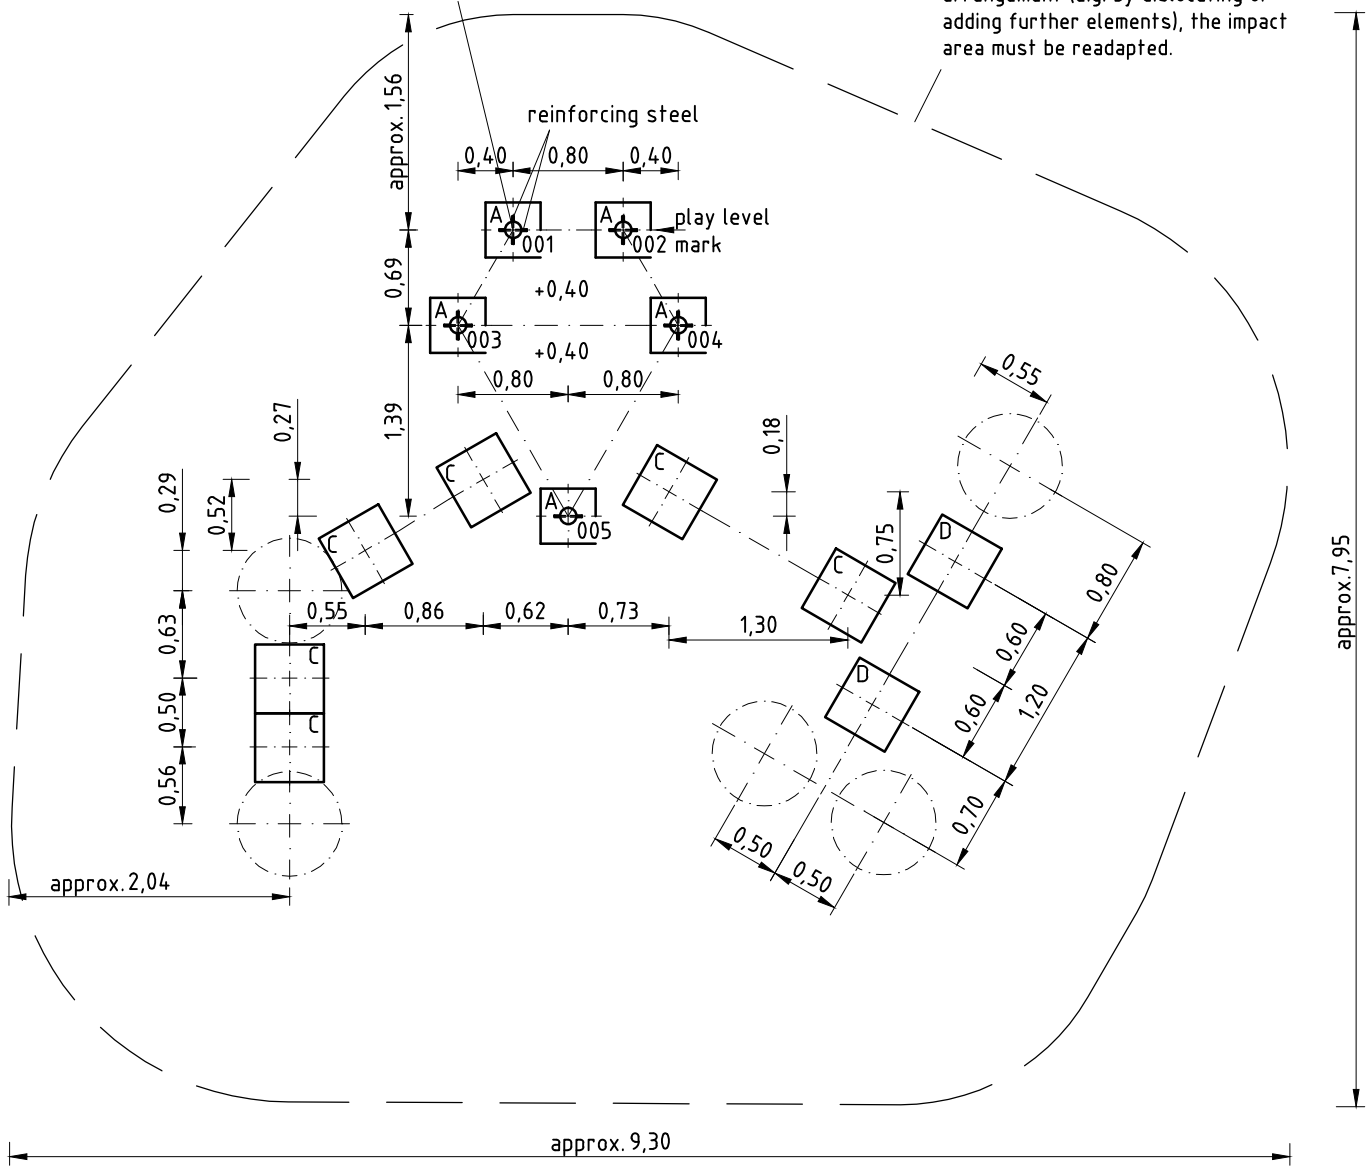 adding further elements), the impact
area must be readapted.
approx. 1,56
reinforcing steel
0,40
0,80
0,40
A
001
A
002
play level
mark
0,69
+0,40
A
003
A
004
+0,40
0,80
0,80
0,55
0,27
1,39
0,18
0,29
0,52
C
C
A
005
C
C
0,75
D
0,80
approx.7,95
0,55
0,86
0,62
0,73
1,30
0,63
0,60
C
D
1,20
0,60
0,50
C
0,56
0,70
0,50
0,50
approx.2,04
approx. 9,30